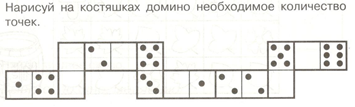 Нарисуй на костяшках домино необходимое количество
точек.